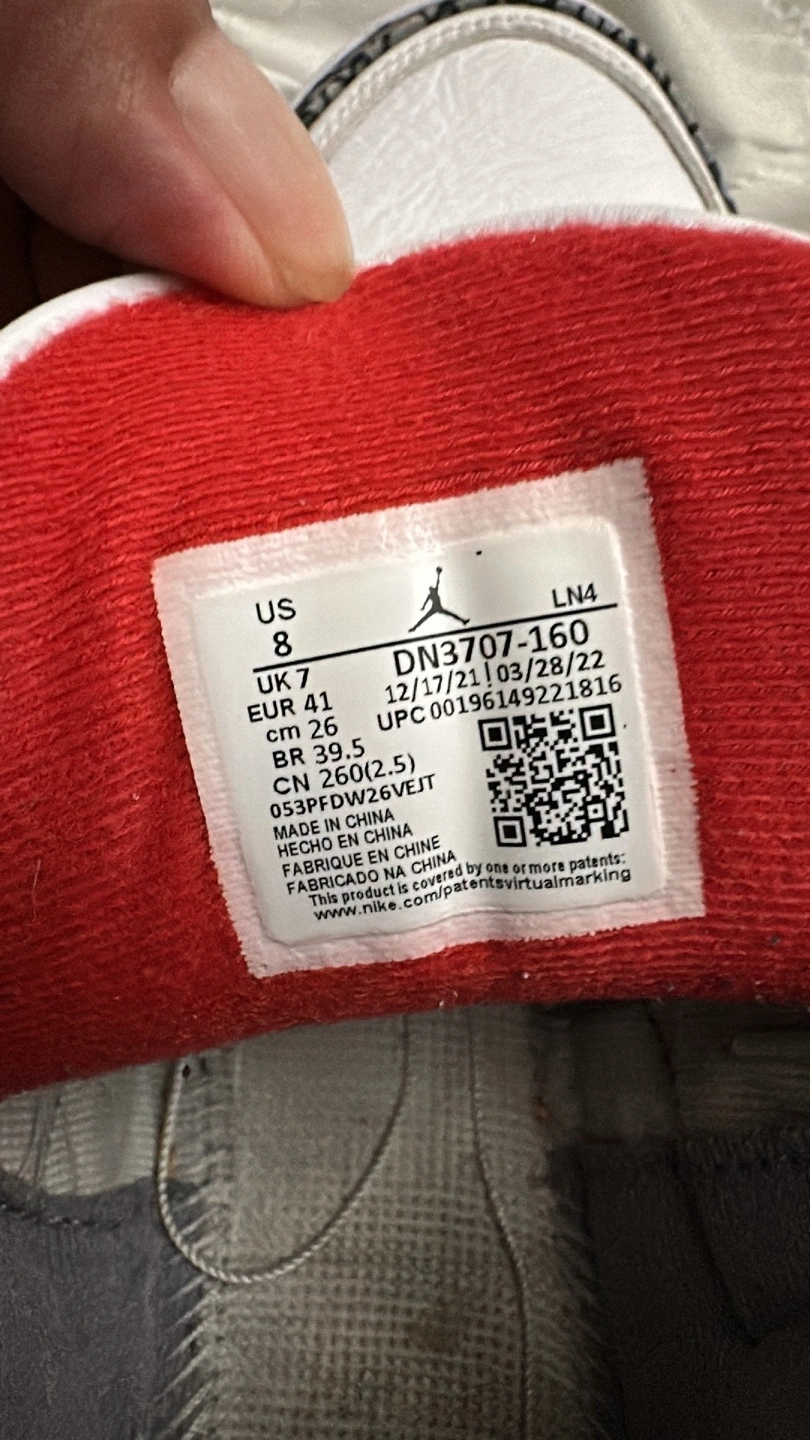 US
8
LN4
DN3707-160
UK 7
12/17/21 | 03/28/22
EUR 41
UPC 00196149221816
cm 26
BR 39.5
CN 260(2.5)
053PFDW26VEJT
MADE IN CHINA
HECHO EN CHINA
FABRIQUE EN CHINE
FABRICADO NA CHINA
This product is covered by one or more patents:
www.nike.com/patentsvirtualmarking